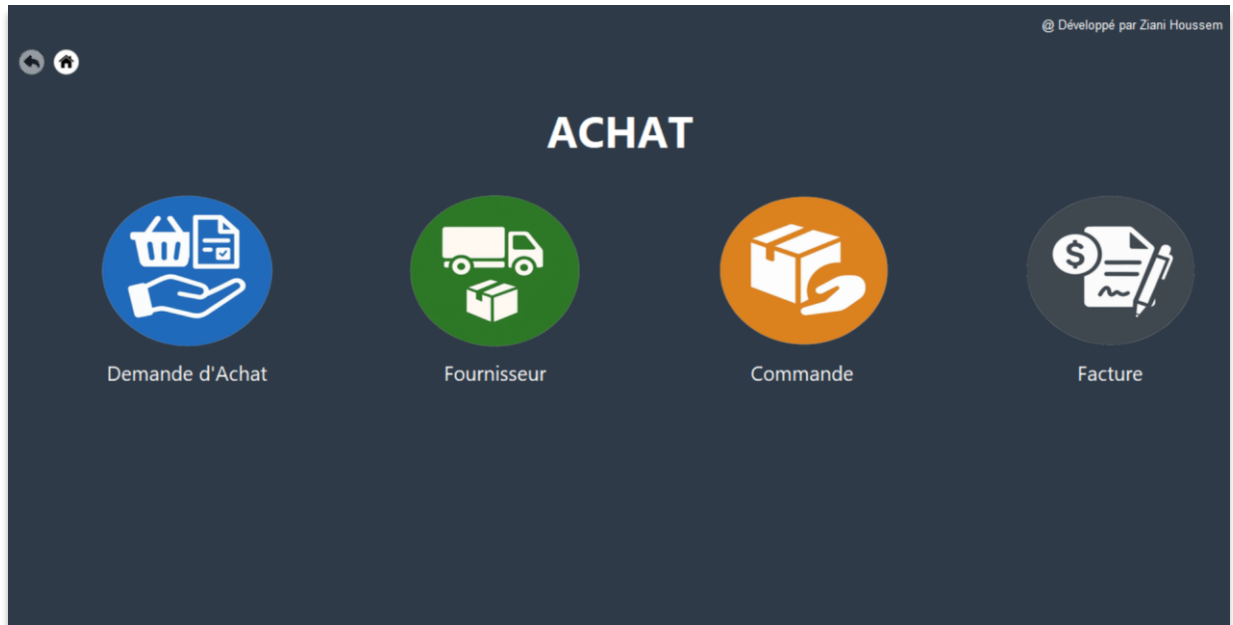 @ Développé par Ziani Houssem
ACHAT
Demande d'Achat
Fournisseur
Commande
Facture